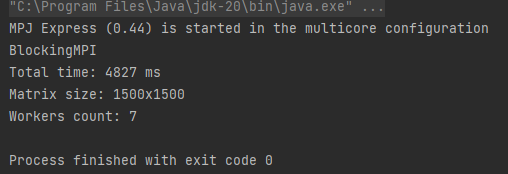 "C:\Program Files\Java\jdk-20\bin\java.exe" ...
MPJ Express (0.44) is started in the multicore configuration
BlockingMPI
Total time: 4827 ms
Matrix size: 1500x1500
Workers count: 7
Process finished with exit code 0